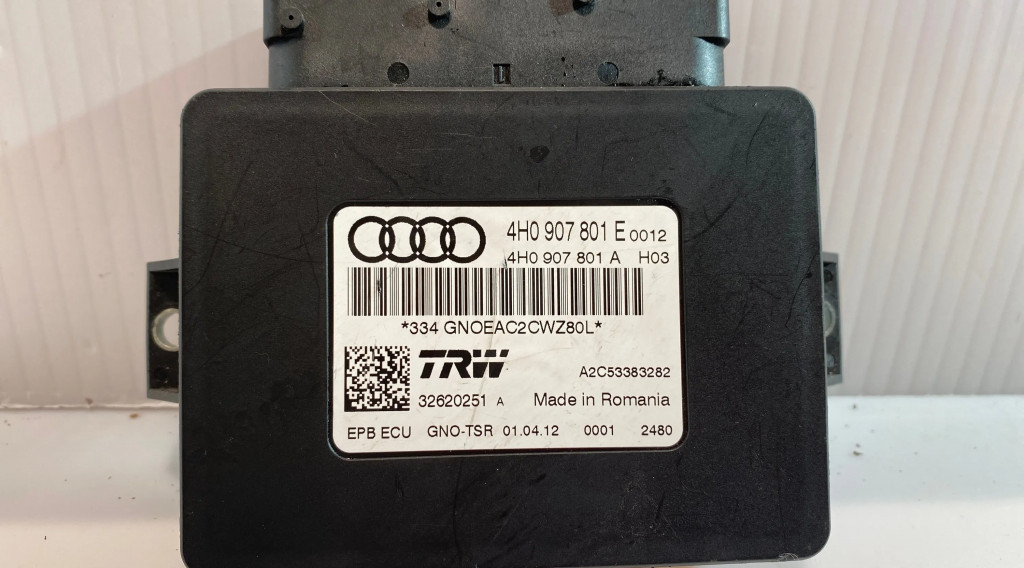 4H0 907 801 E 0012
4H0 907 801 A H03
*334 GNOEAC2CWZ80L*
TRW
A2C53383282
32620251 A Made in Romania
EPB ECU GNO-TSR 01.04.12 0001 2480